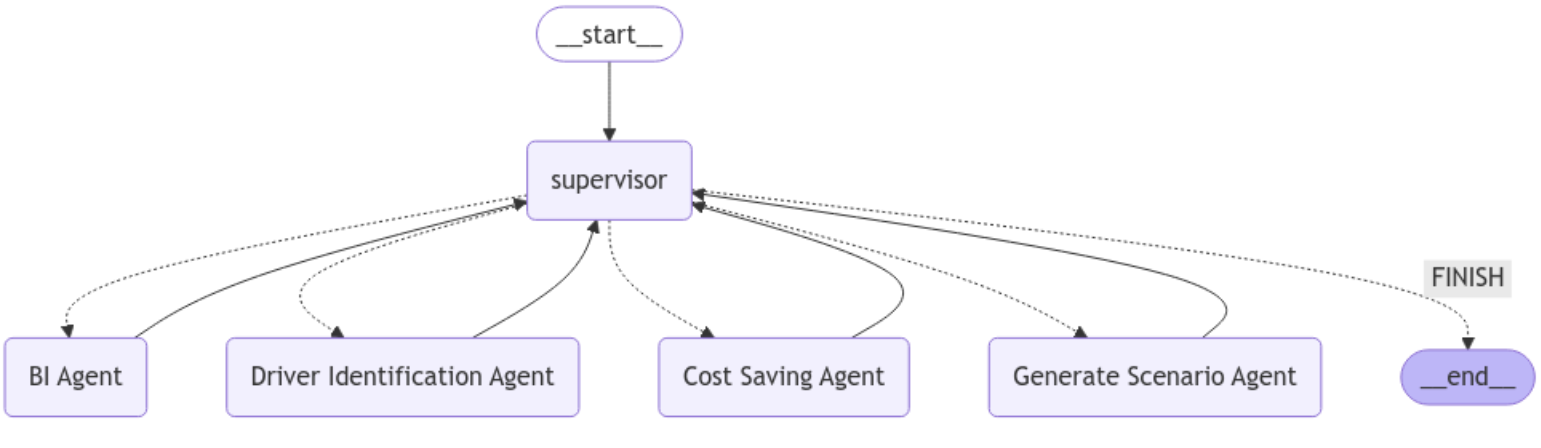 __start__
supervisor
FINISH
BI Agent
Driver Identification Agent
Cost Saving Agent
Generate Scenario Agent
__end__